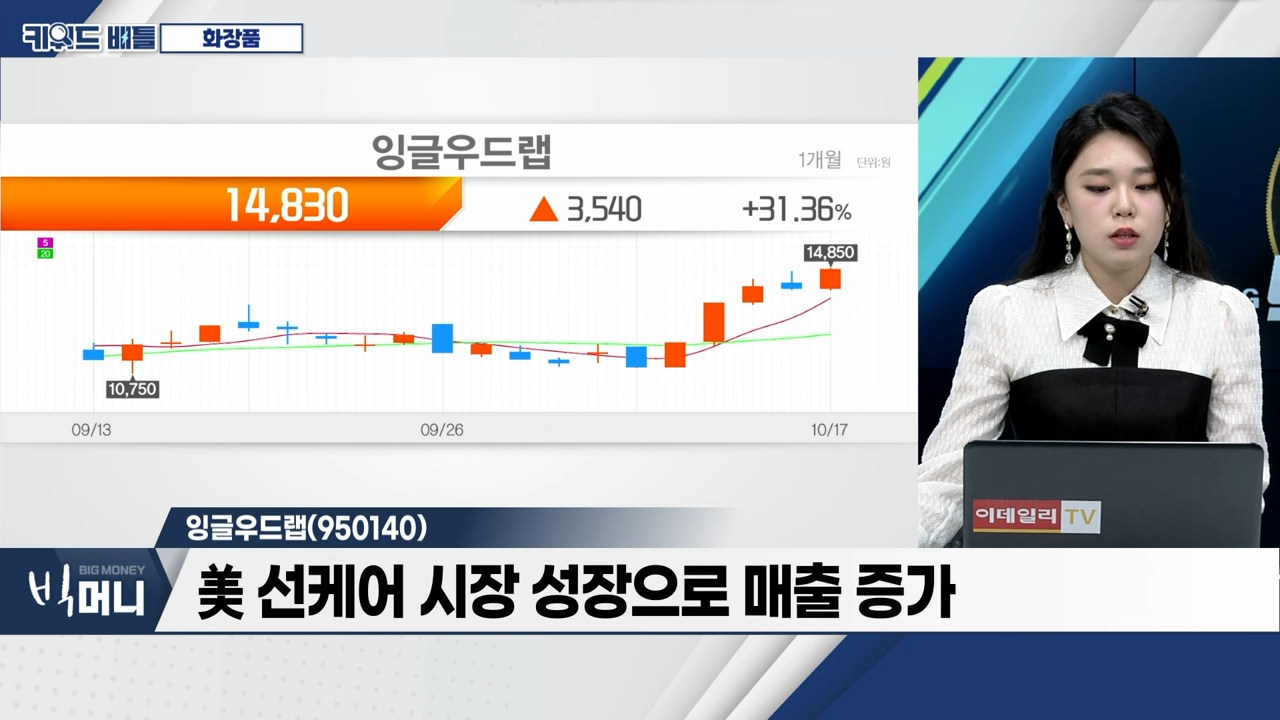 키워드 배틀 화장품
잉글우드랩
1개월 단위:원
14,830 ▲ 3,540 +31.36%
5
20
14,850
10,750
09/13 09/26 10/17
G
이데일리 TV
잉글우드랩(950140)
BIG MONEY
빅머니
美 선케어 시장 성장으로 매출 증가